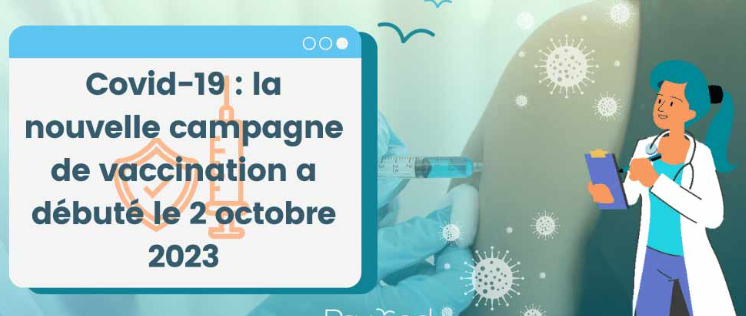 Covid-19 : la
nouvelle campagne
de vaccination a
débuté le 2 octobre
2023